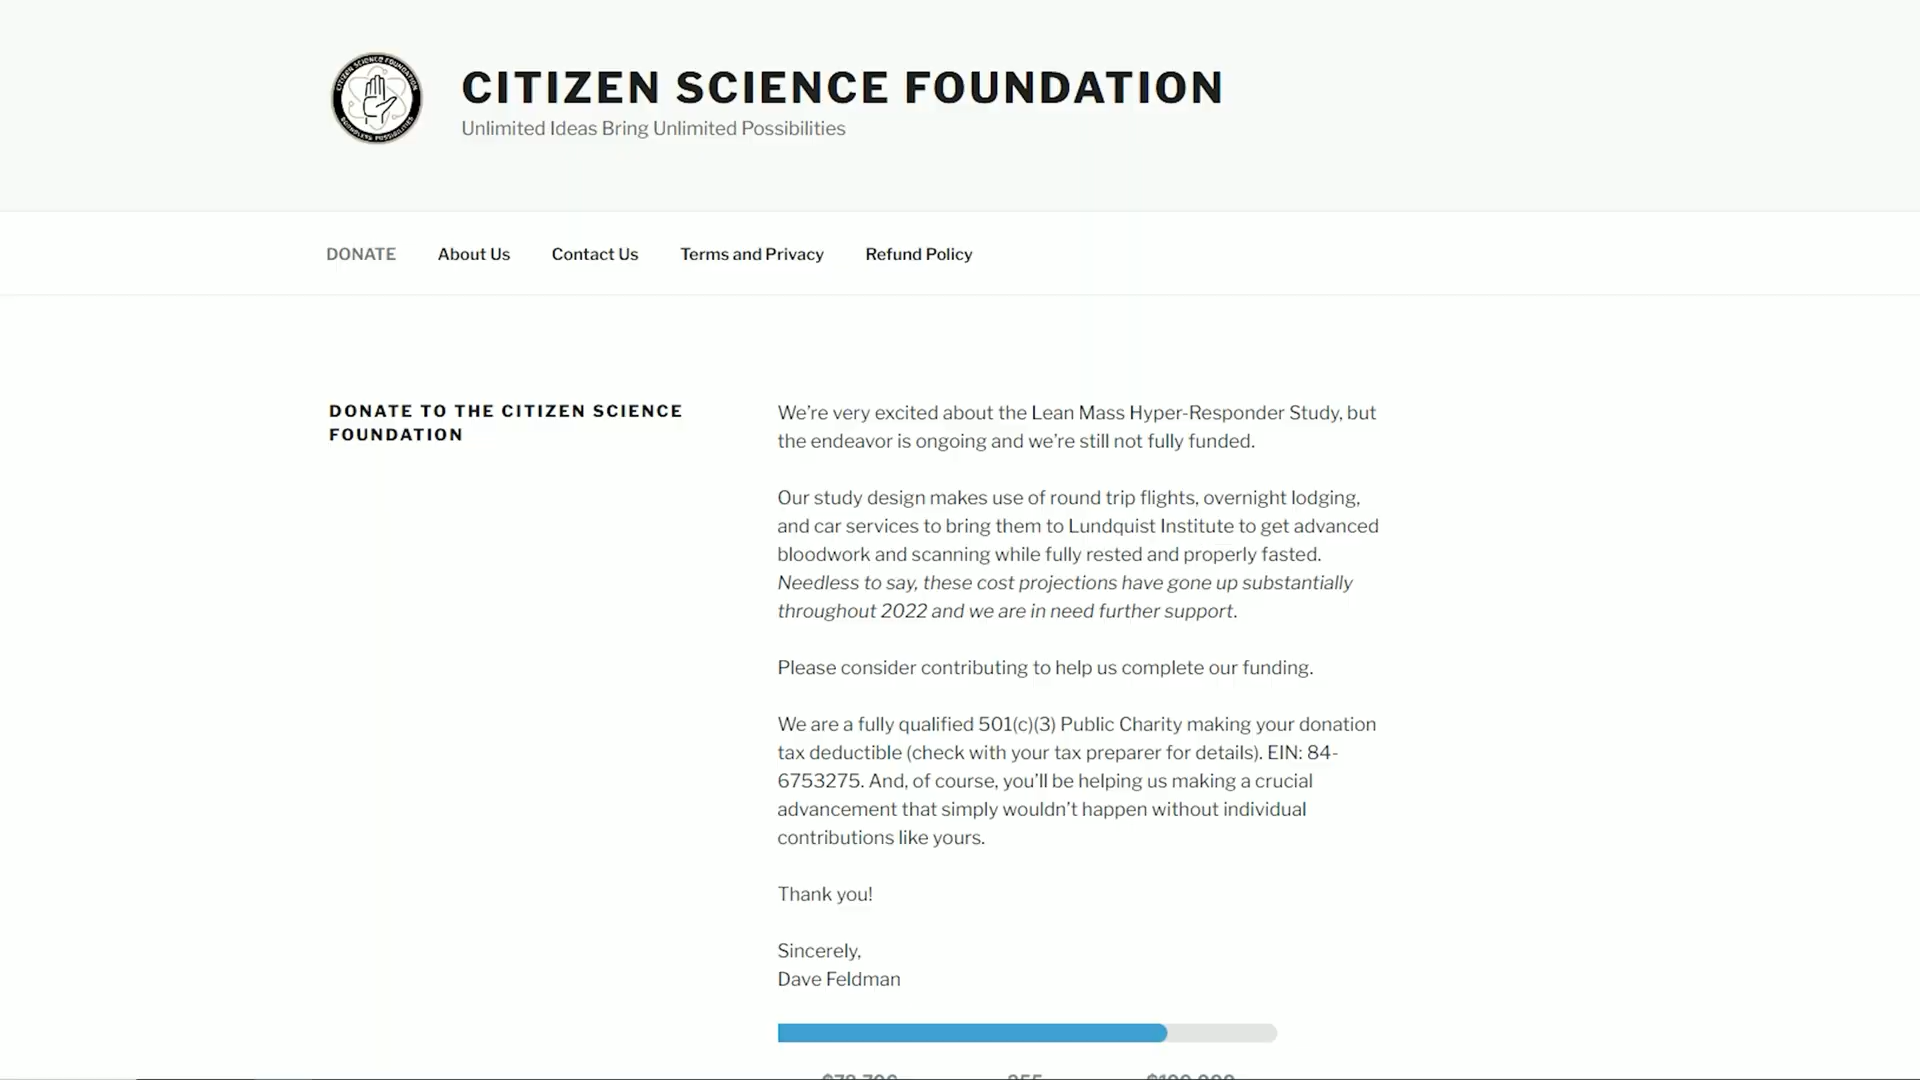 CITIZEN SCIENCE FOUNDATION
CITIZEN SCIENCE FOUNDATION
Unlimited Ideas Bring Unlimited Possibilities
DONATE
About Us
Contact Us
Terms and Privacy
Refund Policy
DONATE TO THE CITIZEN SCIENCE
FOUNDATION
We’re very excited about the Lean Mass Hyper-Responder Study, but
the endeavor is ongoing and we’re still not fully funded.
Our study design makes use of round trip flights, overnight lodging,
and car services to bring them to Lundquist Institute to get advanced
bloodwork and scanning while fully rested and properly fasted.
Needless to say, these cost projections have gone up substantially
throughout 2022 and we are in need further support.
Please consider contributing to help us complete our funding.
We are a fully qualified 501(c)(3) Public Charity making your donation
tax deductible (check with your tax preparer for details). EIN: 84-
6753275. And, of course, you’ll be helping us making a crucial
advancement that simply wouldn’t happen without individual
contributions like yours.
Thank you!
Sincerely,
Dave Feldman